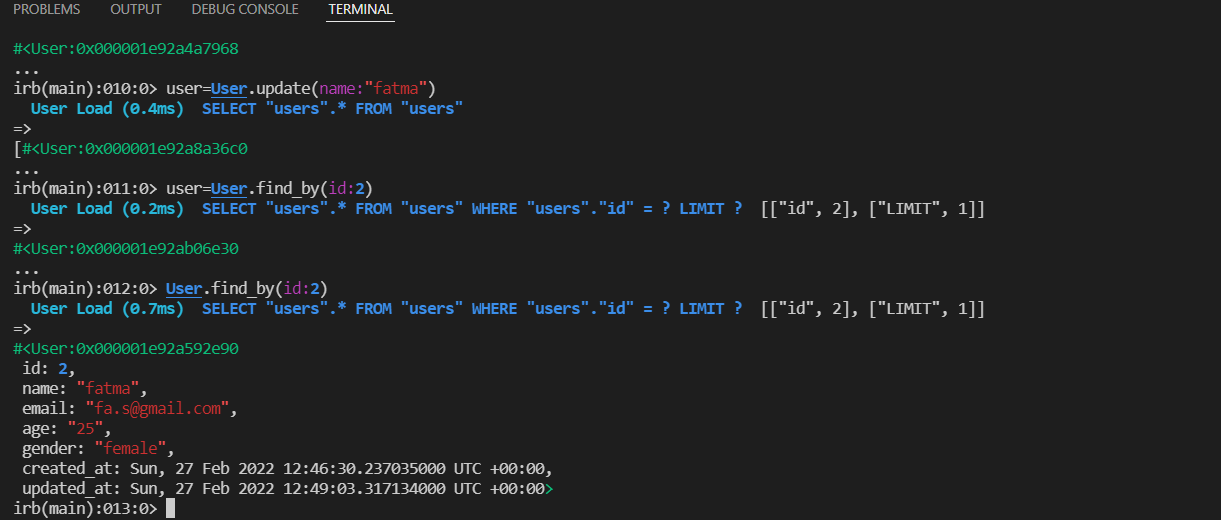 PROBLEMS OUTPUT DEBUG CONSOLE TERMINAL
#<User:0x000001e92a4a7968
...
irb(main):010:0> user=User.update(name:"fatma")
  User Load (0.4ms)  SELECT "users".* FROM "users"
=>
[#<User:0x000001e92a8a36c0
...
irb(main):011:0> user=User.find_by(id:2)
  User Load (0.2ms)  SELECT "users".* FROM "users" WHERE "users"."id" = ? LIMIT ?  [["id", 2], ["LIMIT", 1]]
=>
#<User:0x000001e92ab06e30
...
irb(main):012:0> User.find_by(id:2)
  User Load (0.7ms)  SELECT "users".* FROM "users" WHERE "users"."id" = ? LIMIT ?  [["id", 2], ["LIMIT", 1]]
=>
#<User:0x000001e92a592e90
 id: 2,
 name: "fatma",
 email: "fa.s@gmail.com",
 age: "25",
 gender: "female",
 created_at: Sun, 27 Feb 2022 12:46:30.237035000 UTC +00:00,
 updated_at: Sun, 27 Feb 2022 12:49:03.317134000 UTC +00:00>
irb(main):013:0>